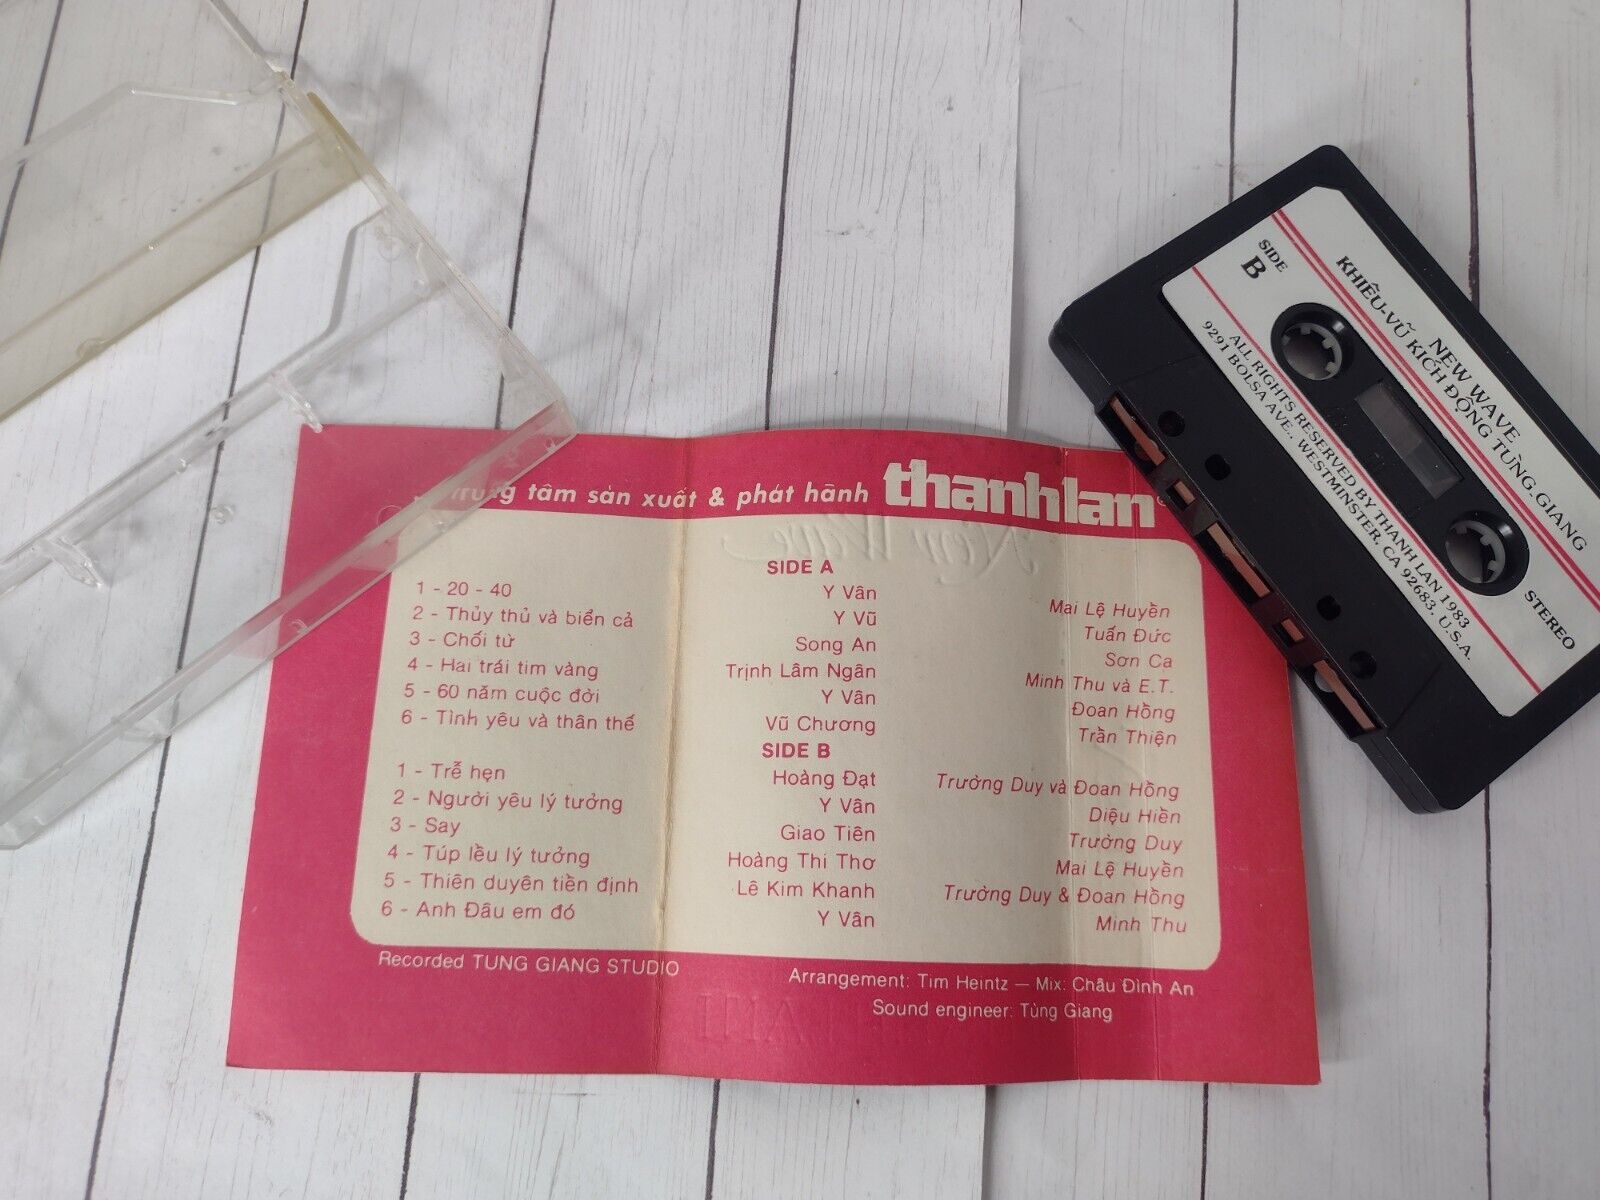 Trung tâm sản xuất & phát hành thanhlan
New Wave
SIDE A
1 - 20 - 40 Y Vân Mai Lệ Huyền
2 - Thủy thủ và biển cả Y Vũ Tuấn Đức
3 - Chối từ Song An Sơn Ca
4 - Hai trái tim vàng Trịnh Lâm Ngân Minh Thu và E.T.
5 - 60 năm cuộc đời Y Vân Đoan Hồng
6 - Tình yêu và thân thế Vũ Chương Trần Thiện
SIDE B
1 - Trễ hẹn Hoàng Đạt Trường Duy và Đoan Hồng
2 - Người yêu lý tưởng Y Vân Diệu Hiền
3 - Say Giao Tiên Trường Duy
4 - Túp lều lý tưởng Hoàng Thi Thơ Mai Lệ Huyền
5 - Thiên duyên tiền định Lê Kim Khanh Trường Duy & Đoan Hồng
6 - Anh Đâu em đó Y Vân Minh Thu
Recorded TUNG GIANG STUDIO
Arrangement: Tim Heintz — Mix: Châu Đình An
Sound engineer: Tùng Giang
NEW WAVE
KHIÊU-VŨ KICH ĐỘNG TÙNG-GIANG
SIDE
B
STEREO
ALL RIGHTS RESERVED BY THANH LAN 1983
9291 BOLSA AVE., WESTMINSTER, CA 92683, U.S.A.